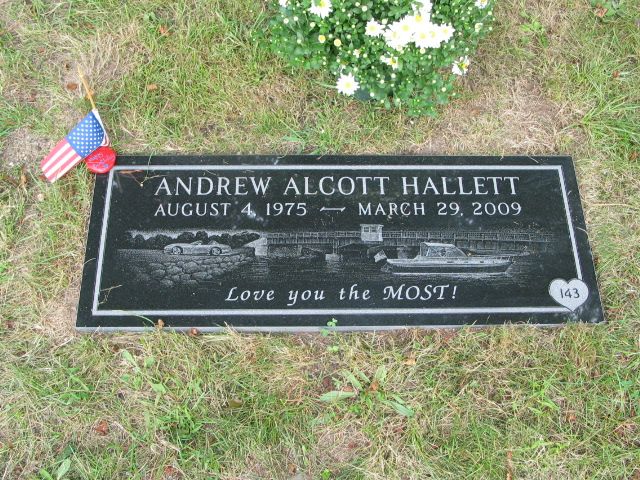 ANDREW ALCOTT HALLETT
AUGUST 4, 1975 — MARCH 29, 2009
Love you the MOST!
143